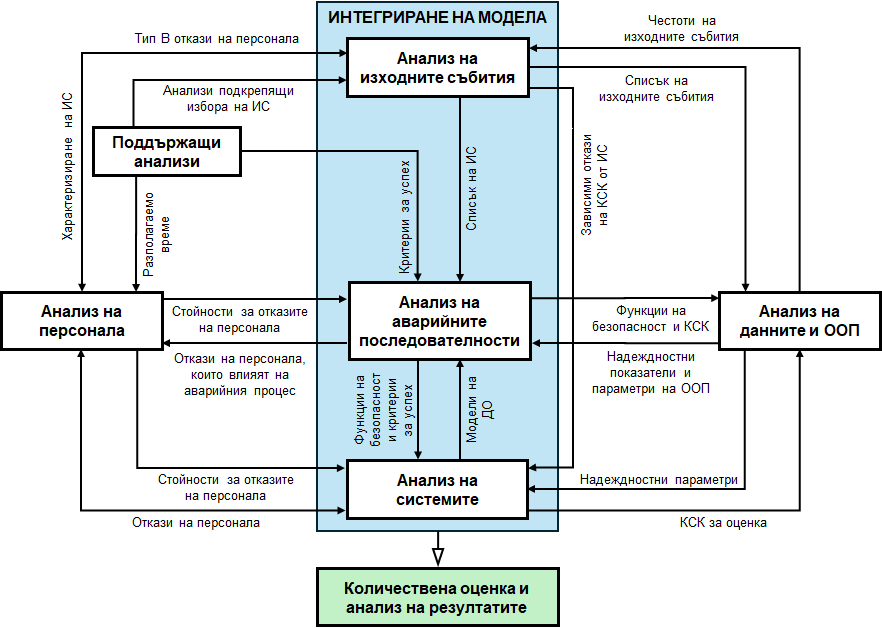 ИНТЕГРИРАНЕ НА МОДЕЛА
Тип В откази на персонала
Анализ на
изходните събития
Честоти на
изходните събития
Анализи подкрепящи
избора на ИС
Списък на
изходните събития
Характеризиране на ИС
Поддържащи
анализи
Разполагаемо
време
Критерии за успех
Списък на ИС
Зависими откази
на КСК от ИС
Анализ на
персонала
Стойности за отказите
на персонала
Анализ на
аварийните
последователности
Функции на
безопасност и КСК
Анализ на
данните и ООП
Откази на персонала,
които влияят на
аварийния процес
Надеждностни
показатели и
параметри на ООП
Функции на
безопасност
и критерии
за успех
Модели на
ДО
Стойности за отказите
на персонала
Анализ на
системите
Надеждностни параметри
Откази на персонала
КСК за оценка
Количествена оценка и
анализ на резултатите